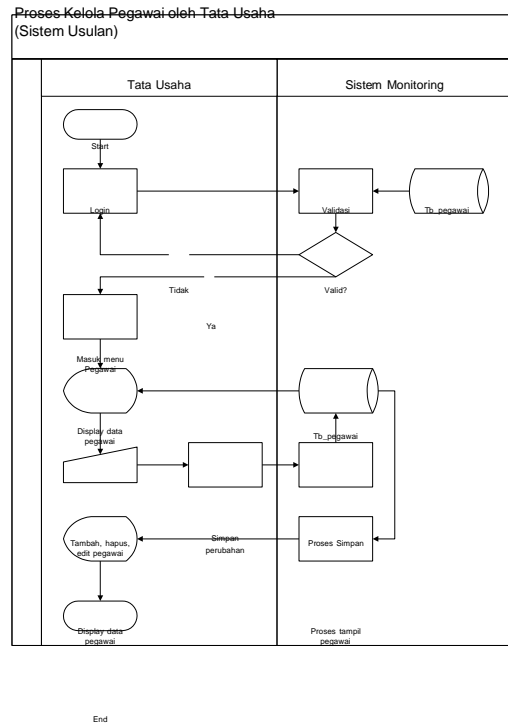 Proses Kelola Pegawai oleh Tata Usaha
(Sistem Usulan)
Tata Usaha
Sistem Monitoring
Start
Login
Validasi
Tb_pegawai
Tidak
Valid?
Ya
Masuk menu
Pegawai
Display data
pegawai
Tb_pegawai
Tambah, hapus,
edit pegawai
Simpan
perubahan
Proses Simpan
Display data
pegawai
Proses tampil
pegawai
End